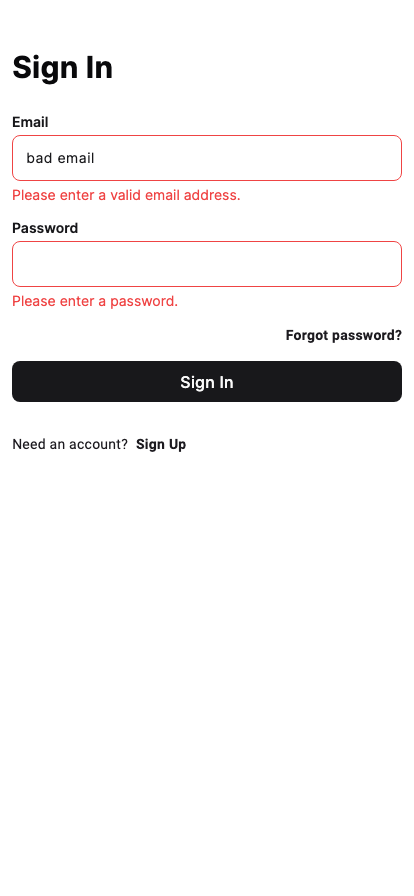 Sign In
Email
bad email
Please enter a valid email address.
Password
Please enter a password.
Forgot password?
Sign In
Need an account? Sign Up